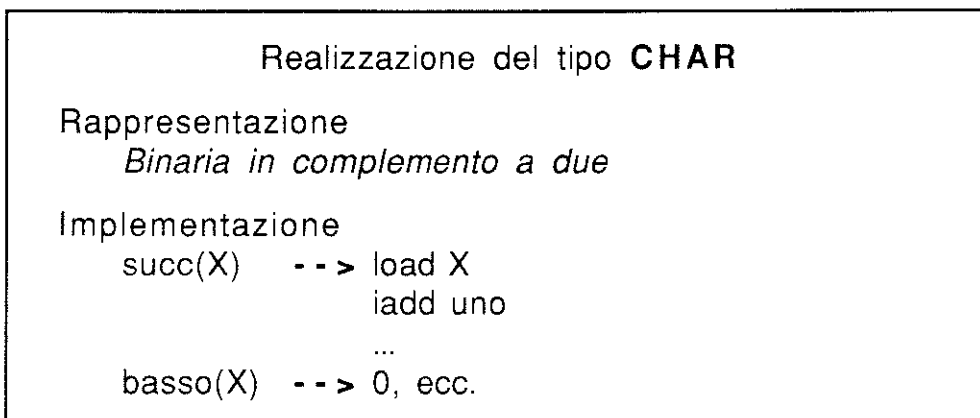 Realizzazione del tipo CHAR
Rappresentazione
Binaria in complemento a due
Implementazione
succ(X) --> load X
iadd uno
...
basso(X) --> 0, ecc.